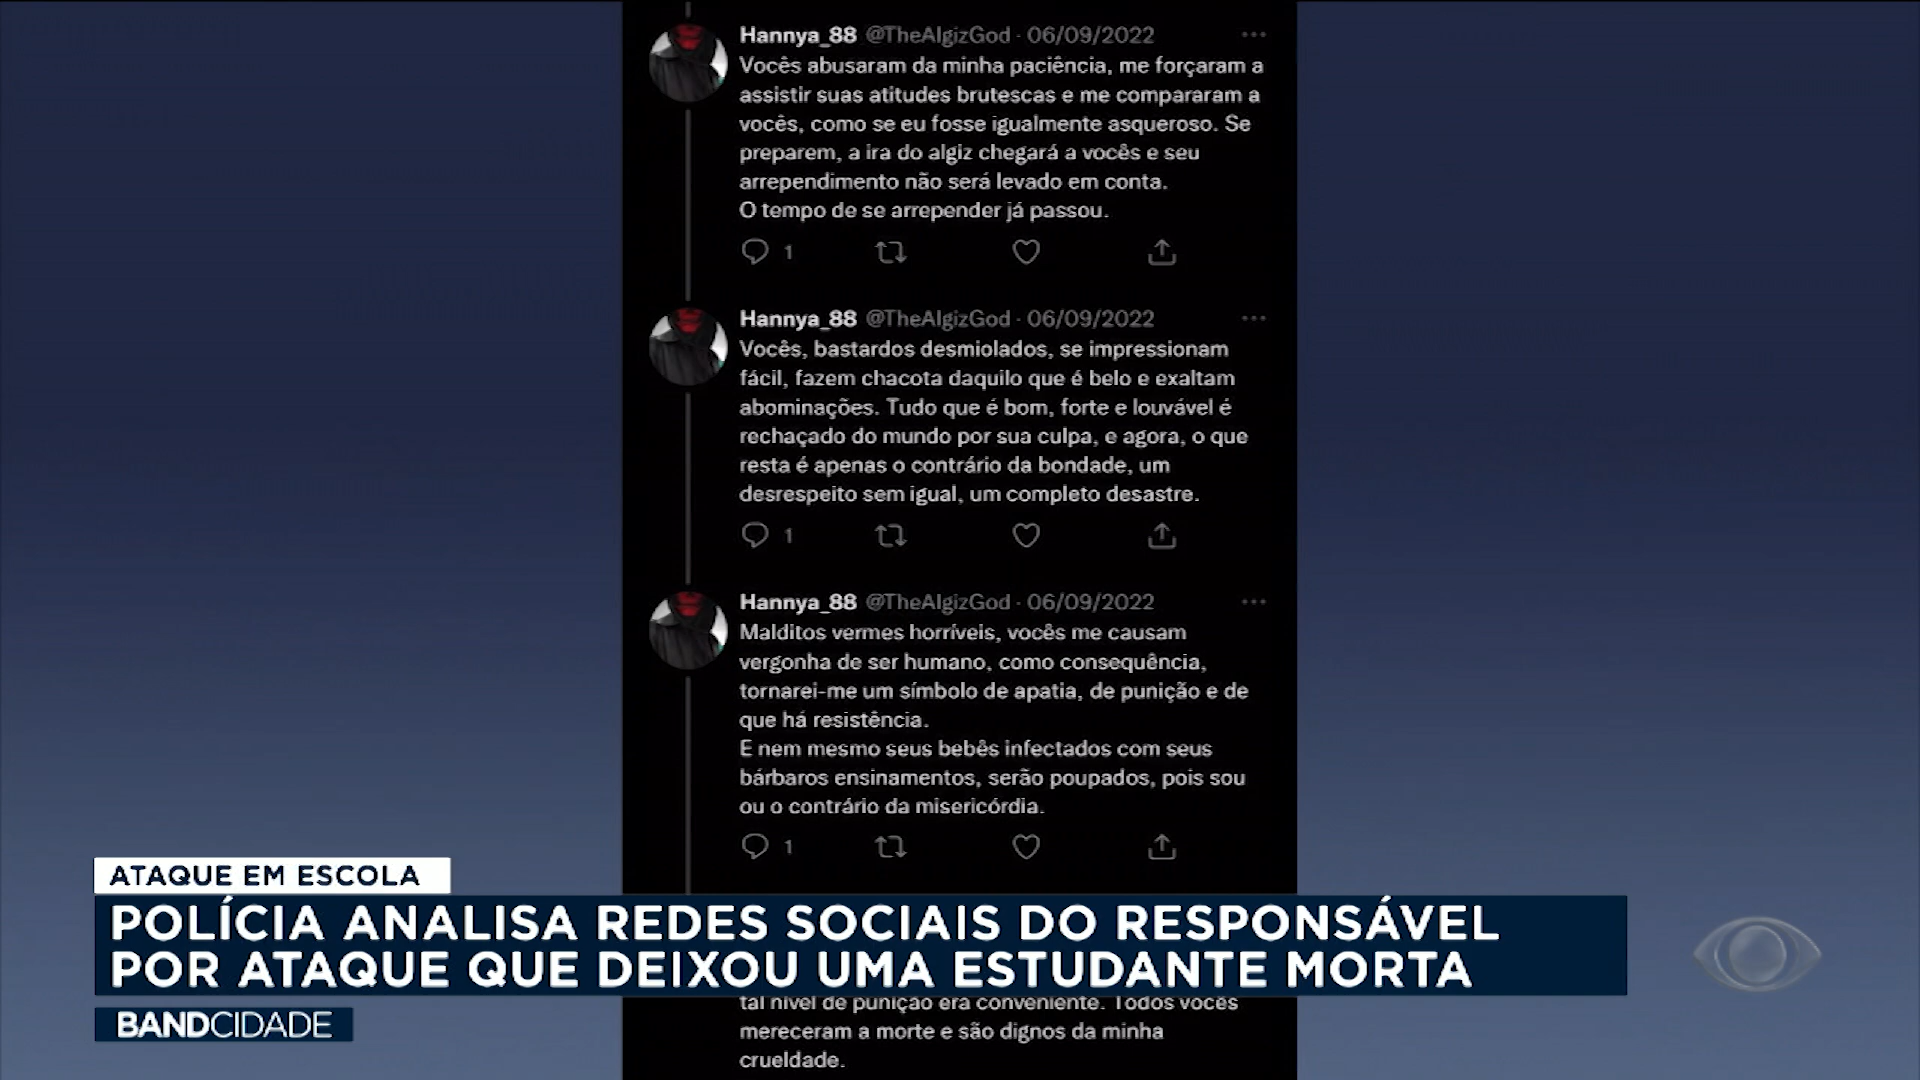 Hannya_88 @TheAlgizGod · 06/09/2022
Vocês abusaram da minha paciência, me forçaram a
assistir suas atitudes brutescas e me compararam a
vocês, como se eu fosse igualmente asqueroso. Se
preparem, a ira do algiz chegará a vocês e seu
arrependimento não será levado em conta.
O tempo de se arrepender já passou.
1
Hannya_88 @TheAlgizGod · 06/09/2022
Vocês, bastardos desmiolados, se impressionam
fácil, fazem chacota daquilo que é belo e exaltam
abominações. Tudo que é bom, forte e louvável é
rechaçado do mundo por sua culpa, e agora, o que
resta é apenas o contrário da bondade, um
desrespeito sem igual, um completo desastre.
1
Hannya_88 @TheAlgizGod · 06/09/2022
Malditos vermes horríveis, vocês me causam
vergonha de ser humano, como consequência,
tornarei-me um símbolo de apatia, de punição e de
que há resistência.
E nem mesmo seus bebês infectados com seus
bárbaros ensinamentos, serão poupados, pois sou
ou o contrário da misericórdia.
1
ATAQUE EM ESCOLA
POLÍCIA ANALISA REDES SOCIAIS DO RESPONSÁVEL
POR ATAQUE QUE DEIXOU UMA ESTUDANTE MORTA
tal nível de punição era conveniente. Todos vocês
mereceram a morte e são dignos da minha
crueldade.
BANDCIDADE